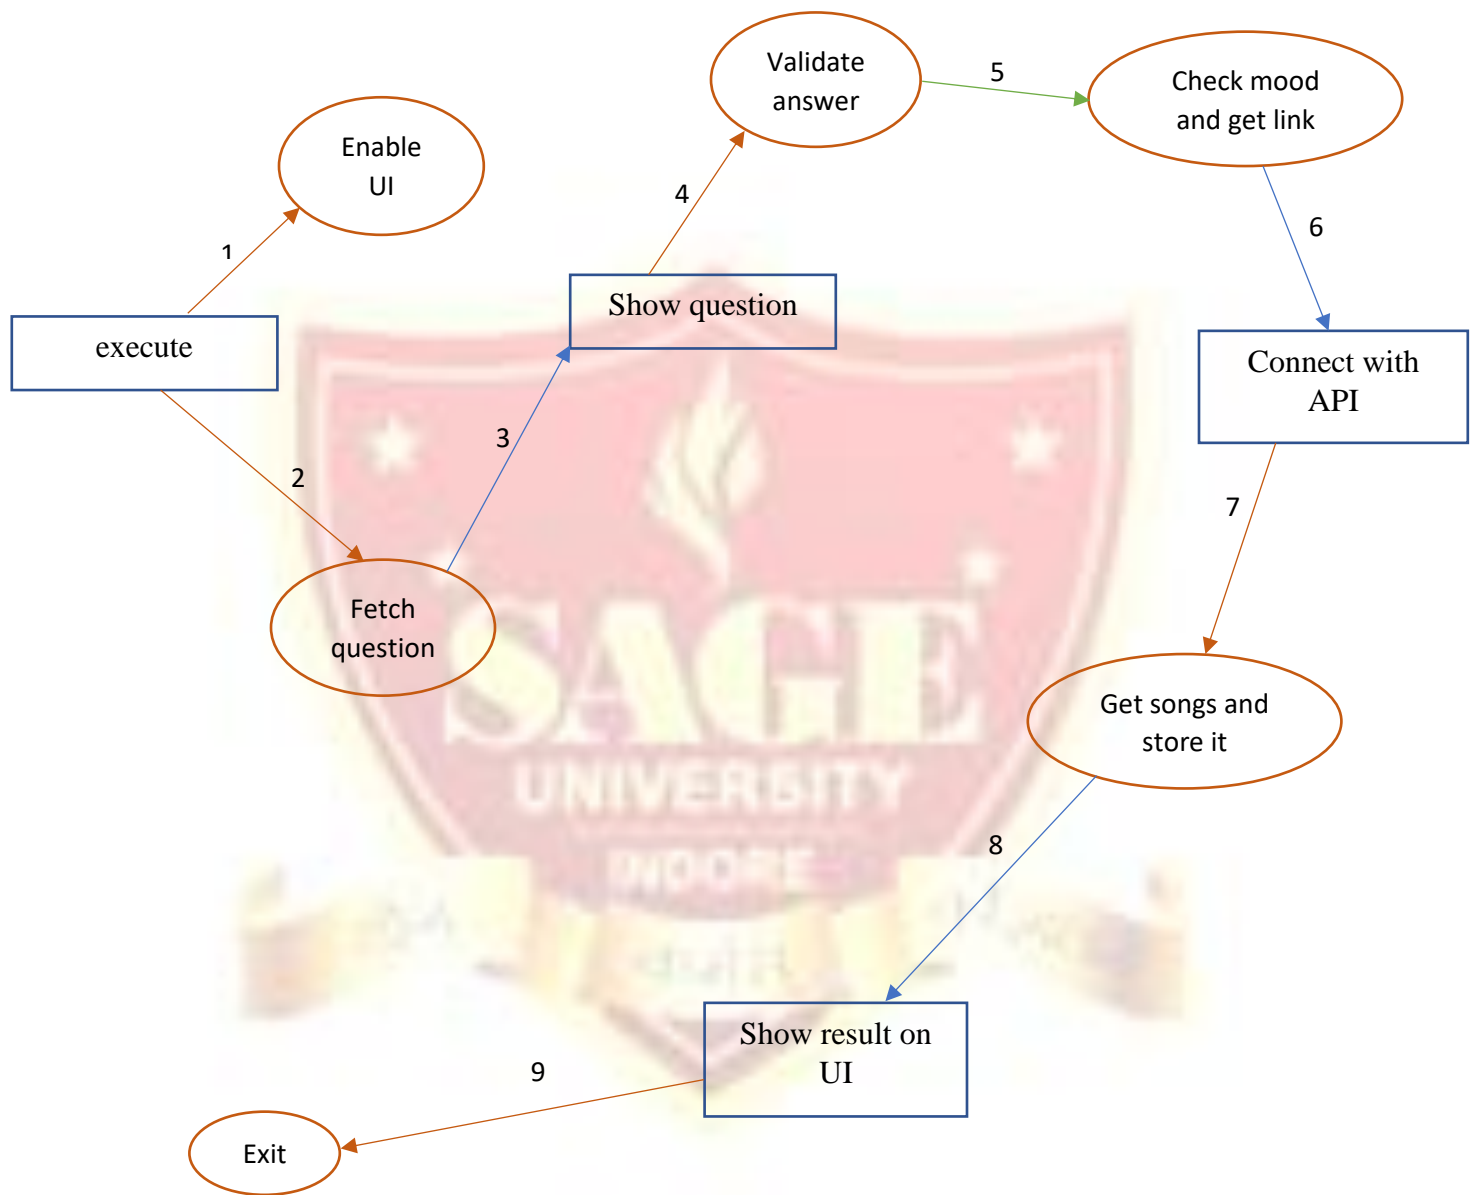 Validate
answer
5
Check mood
and get link
Enable
UI
4
6
1
Show question
execute
Connect with
API
3
2
7
Fetch
question
SAGE
UNIVERSITY
INDORE
Get songs and
store it
8
Show result on
UI
9
Exit